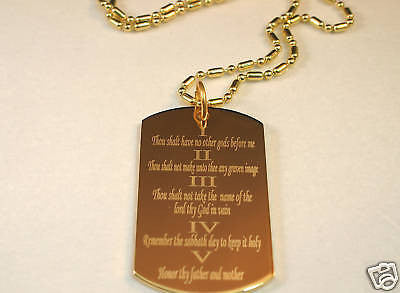 I
Thou shalt have no other gods before me
II
Thou shalt not make unto thee any graven image
III
Thou shalt not take the name of the
lord thy God in vain
IV
Remember the sabbath day to keep it holy
V
Honor thy father and mother